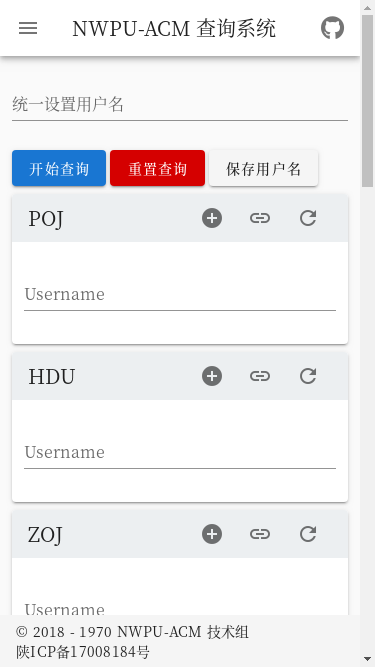 NWPU-ACM 查询系统
统一设置用户名
开始查询 重置查询 保存用户名
POJ
Username
HDU
Username
ZOJ
Username
© 2018 - 1970 NWPU-ACM 技术组
陕ICP备17008184号